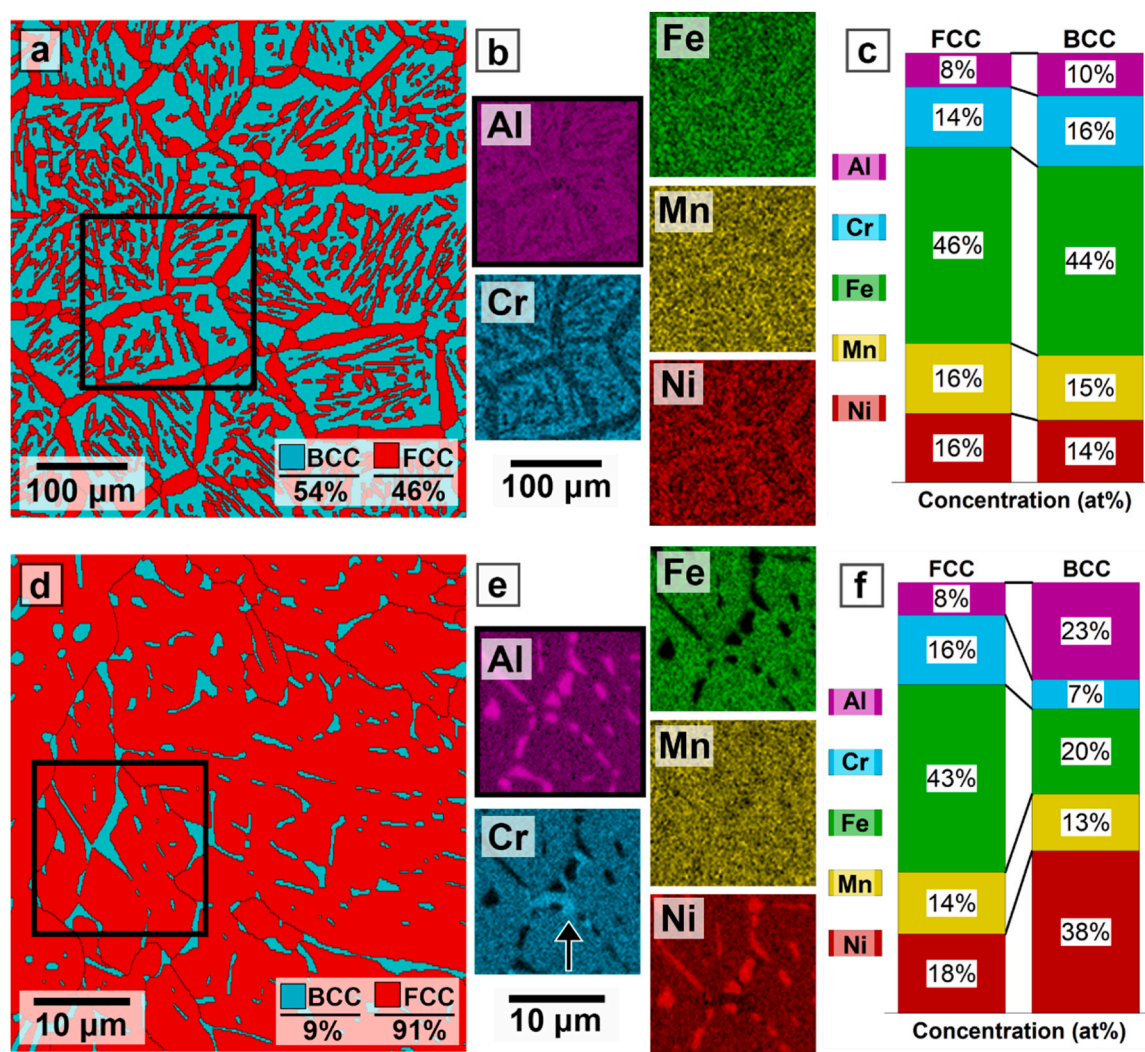 a
BCC FCC
54% 46%
100 µm
b
Al
Cr
100 µm
Fe
Mn
Ni
c
FCC BCC
Al
Cr
Fe
Mn
Ni
8% 10%
14% 16%
46% 44%
16% 15%
16% 14%
Concentration (at%)
d
BCC FCC
9% 91%
10 µm
e
Al
Cr
10 µm
Fe
Mn
Ni
f
FCC BCC
Al
Cr
Fe
Mn
Ni
8% 23%
16% 7%
43% 20%
14% 13%
18% 38%
Concentration (at%)